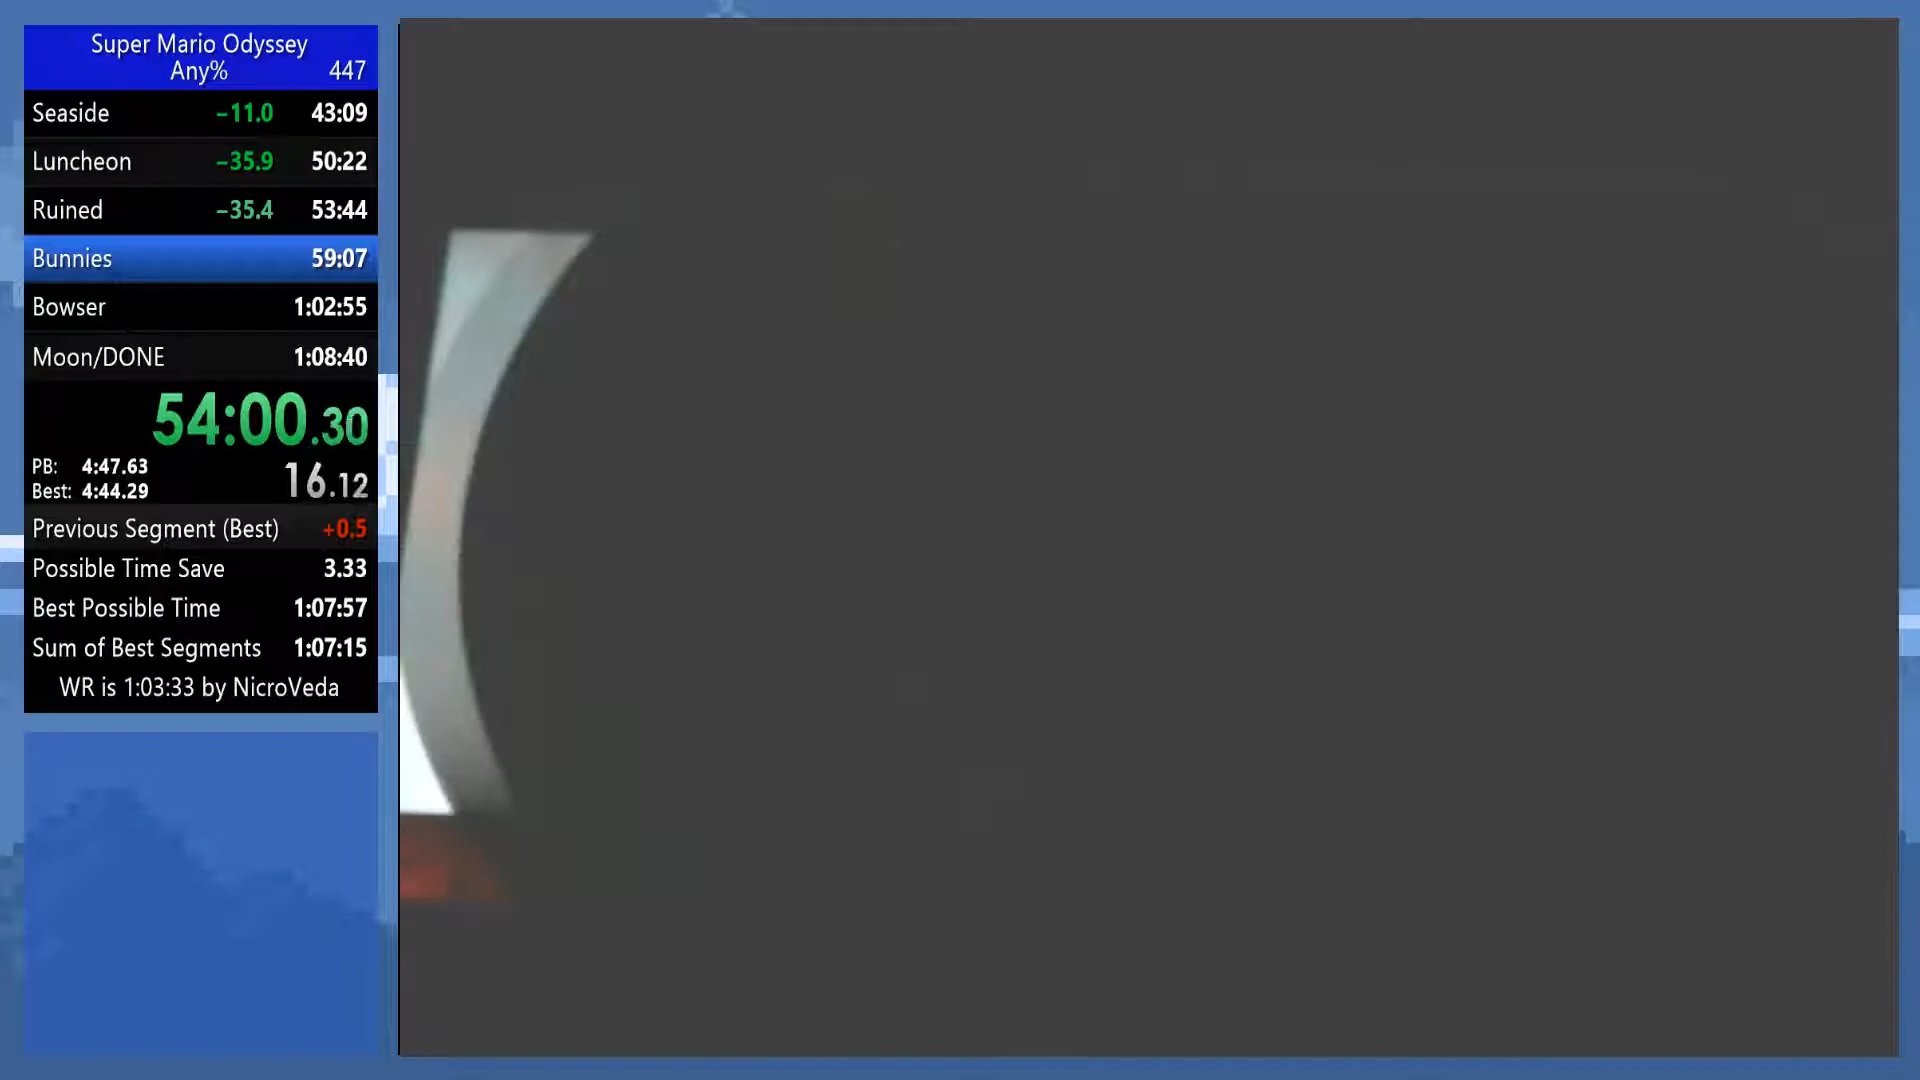 Super Mario Odyssey
Any% 447
Seaside −11.0 43:09
Luncheon −35.9 50:22
Ruined −35.4 53:44
Bunnies 59:07
Bowser 1:02:55
Moon/DONE 1:08:40
54:00.30
PB: 4:47.63
16.12
Best: 4:44.29
Previous Segment (Best) +0.5
Possible Time Save 3.33
Best Possible Time 1:07:57
Sum of Best Segments 1:07:15
WR is 1:03:33 by NicroVeda